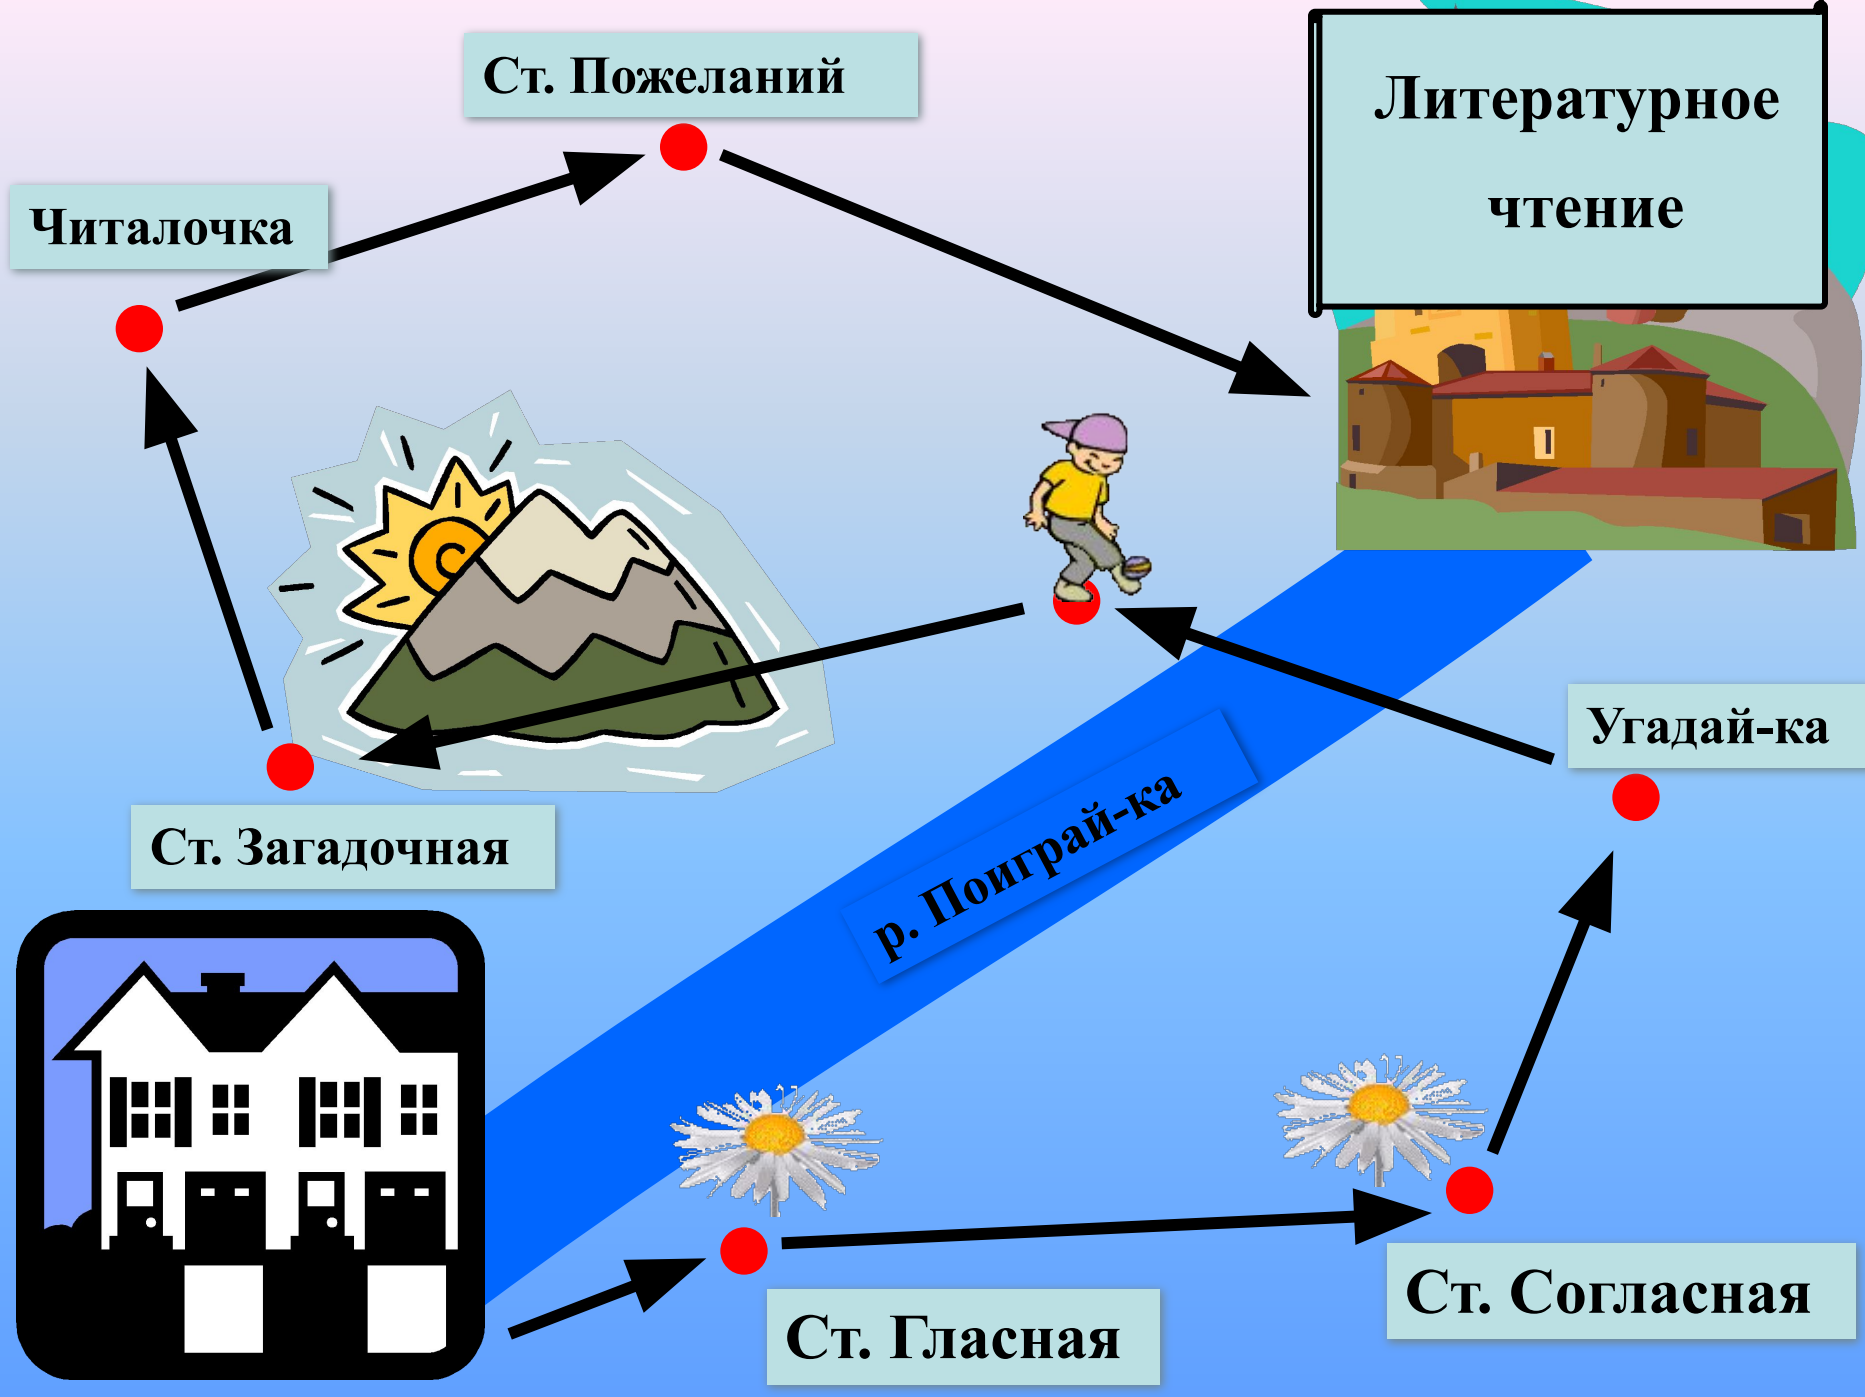 Ст. Пожеланий
Литературное
чтение
Читалочка
Угадай-ка
р. Поиграй-ка
Ст. Загадочная
Ст. Согласная
Ст. Гласная